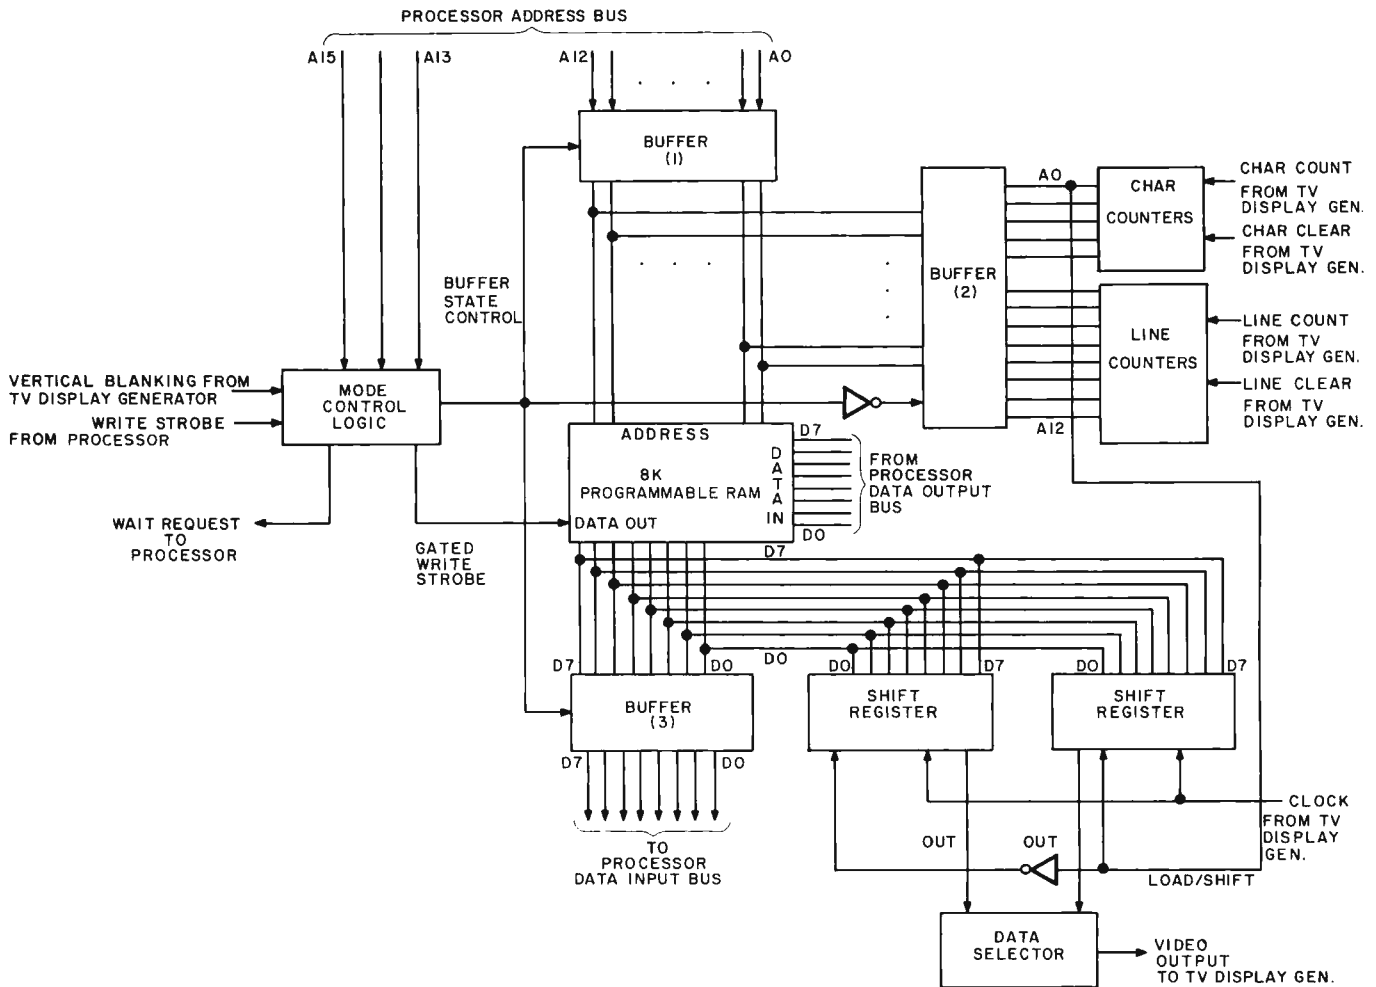 PROCESSOR ADDRESS BUS
A15
A13
A12
A0
. . .
BUFFER
(1)
BUFFER
STATE
CONTROL
. . .
BUFFER
(2)
A0
A12
CHAR
COUNTERS
CHAR COUNT
FROM TV
DISPLAY GEN.
CHAR CLEAR
FROM TV
DISPLAY GEN.
LINE
COUNTERS
LINE COUNT
FROM TV
DISPLAY GEN.
LINE CLEAR
FROM TV
DISPLAY GEN.
VERTICAL BLANKING FROM
TV DISPLAY GENERATOR
WRITE STROBE
FROM PROCESSOR
MODE
CONTROL
LOGIC
WAIT REQUEST
TO
PROCESSOR
GATED
WRITE
STROBE
ADDRESS
8K
PROGRAMMABLE RAM
DATA OUT
DATA
IN
D7
D0
FROM
PROCESSOR
DATA OUTPUT
BUS
D7
D7
D0
D0
BUFFER
(3)
D7
D0
TO
PROCESSOR
DATA INPUT BUS
D0
D7
SHIFT
REGISTER
D0
D7
SHIFT
REGISTER
CLOCK
FROM TV
DISPLAY
GEN.
OUT
OUT
LOAD/SHIFT
DATA
SELECTOR
VIDEO
OUTPUT
TO TV DISPLAY GEN.